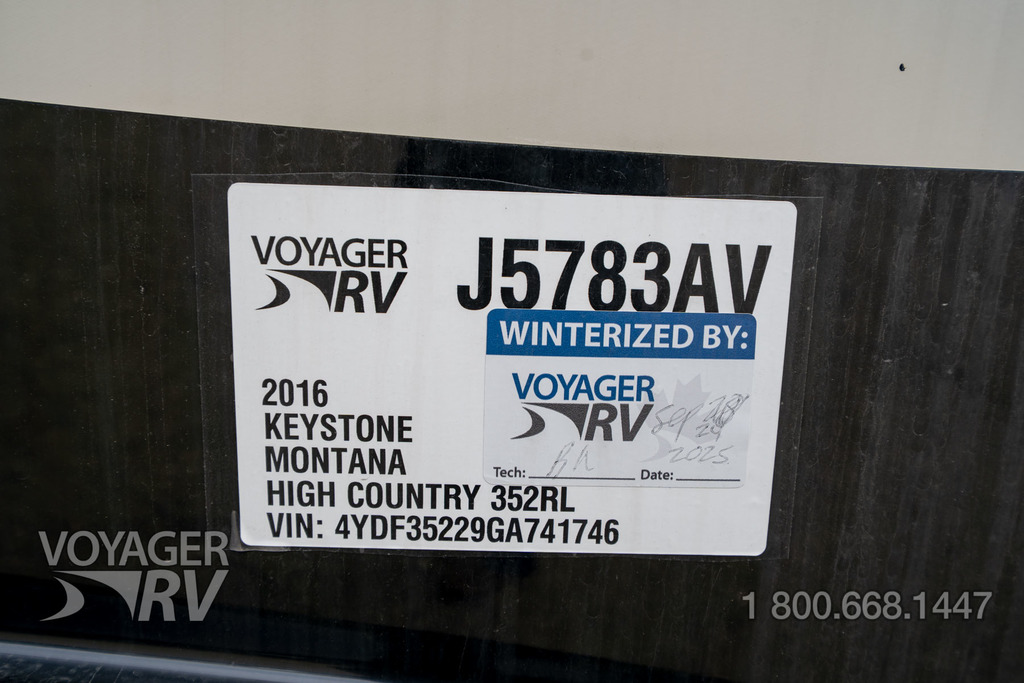 VOYAGER
RV
J5783AV
WINTERIZED BY:
VOYAGER
RV
Sep
2025
Tech:
Date:
2016
KEYSTONE
MONTANA
HIGH COUNTRY 352RL
VIN: 4YDF35229GA741746
VOYAGER
RV
1 800.668.1447